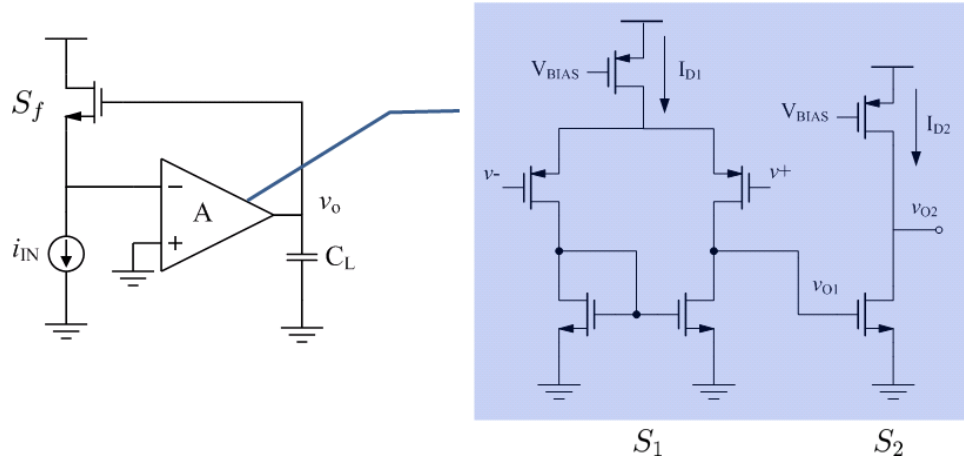 S_f
i_IN
A
−
+
v_o
C_L
V_BIAS
I_D1
v-
v+
v_O1
V_BIAS
I_D2
v_O2
S_1
S_2